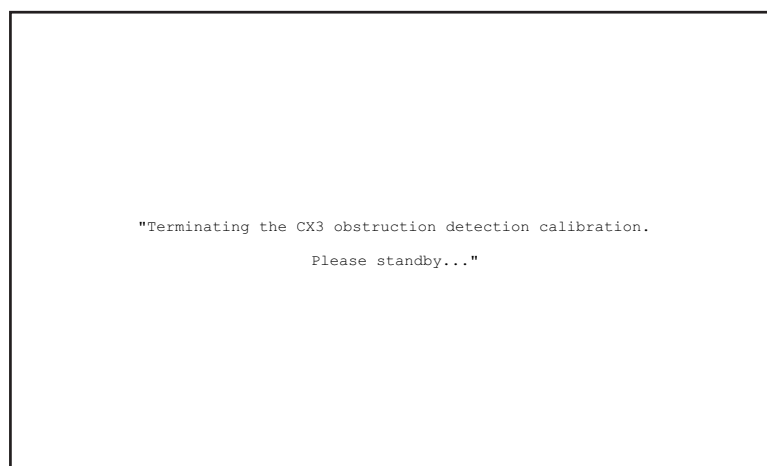 "Terminating the CX3 obstruction detection calibration.
Please standby..."